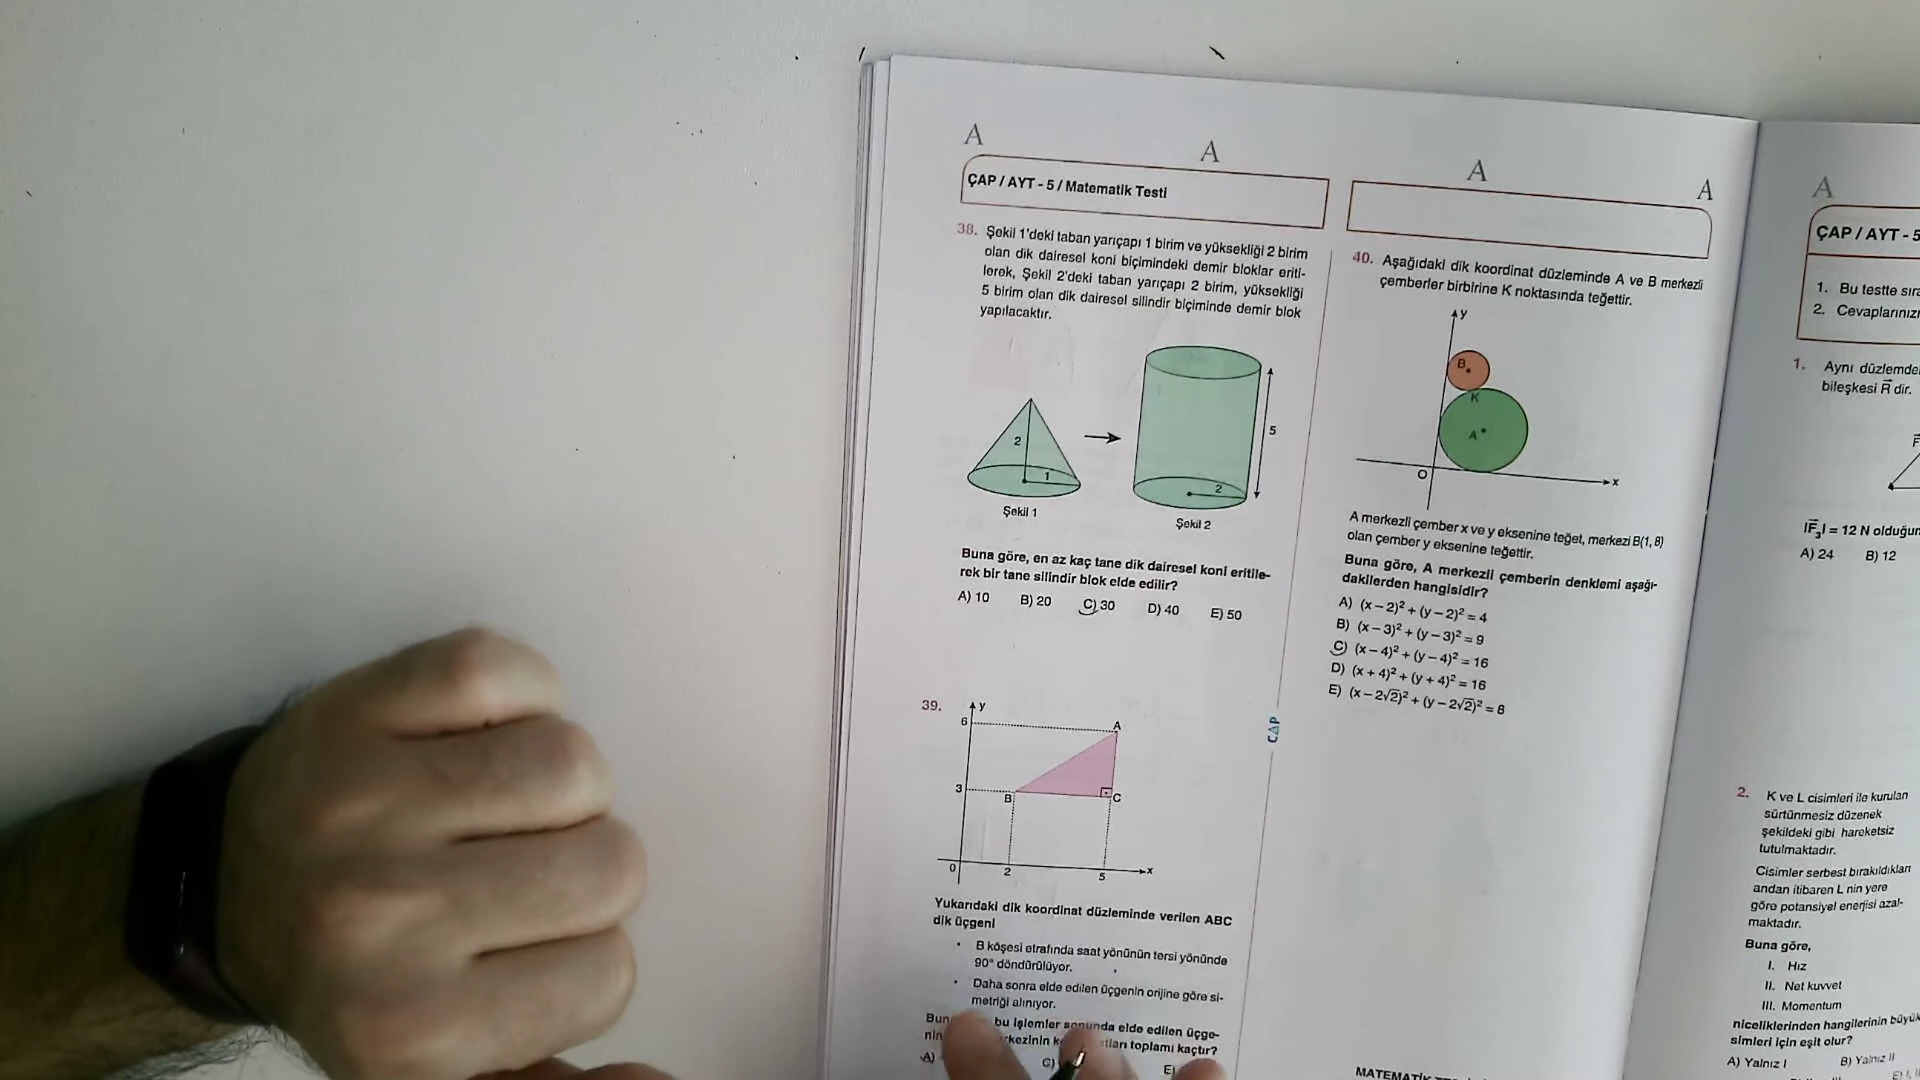 A
A
A
A
A
ÇAP / AYT - 5 / Matematik Testi
38. Şekil 1'deki taban yarıçapı 1 birim ve yüksekliği 2 birim
olan dik dairesel koni biçimindeki demir bloklar eriti-
lerek, Şekil 2'deki taban yarıçapı 2 birim, yüksekliği
5 birim olan dik dairesel silindir biçiminde demir blok
yapılacaktır.
2
1
5
2
Şekil 1
Şekil 2
Buna göre, en az kaç tane dik dairesel koni eritile-
rek bir tane silindir blok elde edilir?
A) 10 B) 20 C) 30 D) 40 E) 50
39.
y
6
A
3
B
C
0
2
5
x
Yukarıdaki dik koordinat düzleminde verilen ABC
dik üçgeni
• B köşesi etrafında saat yönünün tersi yönünde
90° döndürülüyor.
• Daha sonra elde edilen üçgenin orijine göre si-
metriği alınıyor.
bu işlemler sonunda elde edilen üçge-
toplamı kaçtır?
A) C) E)
ÇAP
40. Aşağıdaki dik koordinat düzleminde A ve B merkezli
çemberler birbirine K noktasında teğettir.
y
B
K
A
O
x
A merkezli çember x ve y eksenine teğet, merkezi B(1, 8)
olan çember y eksenine teğettir.
Buna göre, A merkezli çemberin denklemi aşağı-
dakilerden hangisidir?
A) (x – 2)² + (y – 2)² = 4
B) (x – 3)² + (y – 3)² = 9
C) (x – 4)² + (y – 4)² = 16
D) (x + 4)² + (y + 4)² = 16
E) (x – 2√2)² + (y – 2√2)² = 8
ÇAP / AYT - 5
1. Bu testte
2.
1. Aynı
bileşkesi R⃗ dir.
|F⃗₃| = 12 N
A) 24 B) 12
2. K ve L cisimleri ile kurulan
sürtünmesiz düzenek
şekildeki gibi hareketsiz
tutulmaktadır.
Cisimler serbest bırakıldıkları
andan itibaren L nin yere
göre potansiyel enerjisi azal-
maktadır.
Buna göre,
I. Hız
II. Net kuvvet
III. Momentum
niceliklerinden hangilerinin
simleri için eşit olur?
A) Yalnız I B) Yalnız II